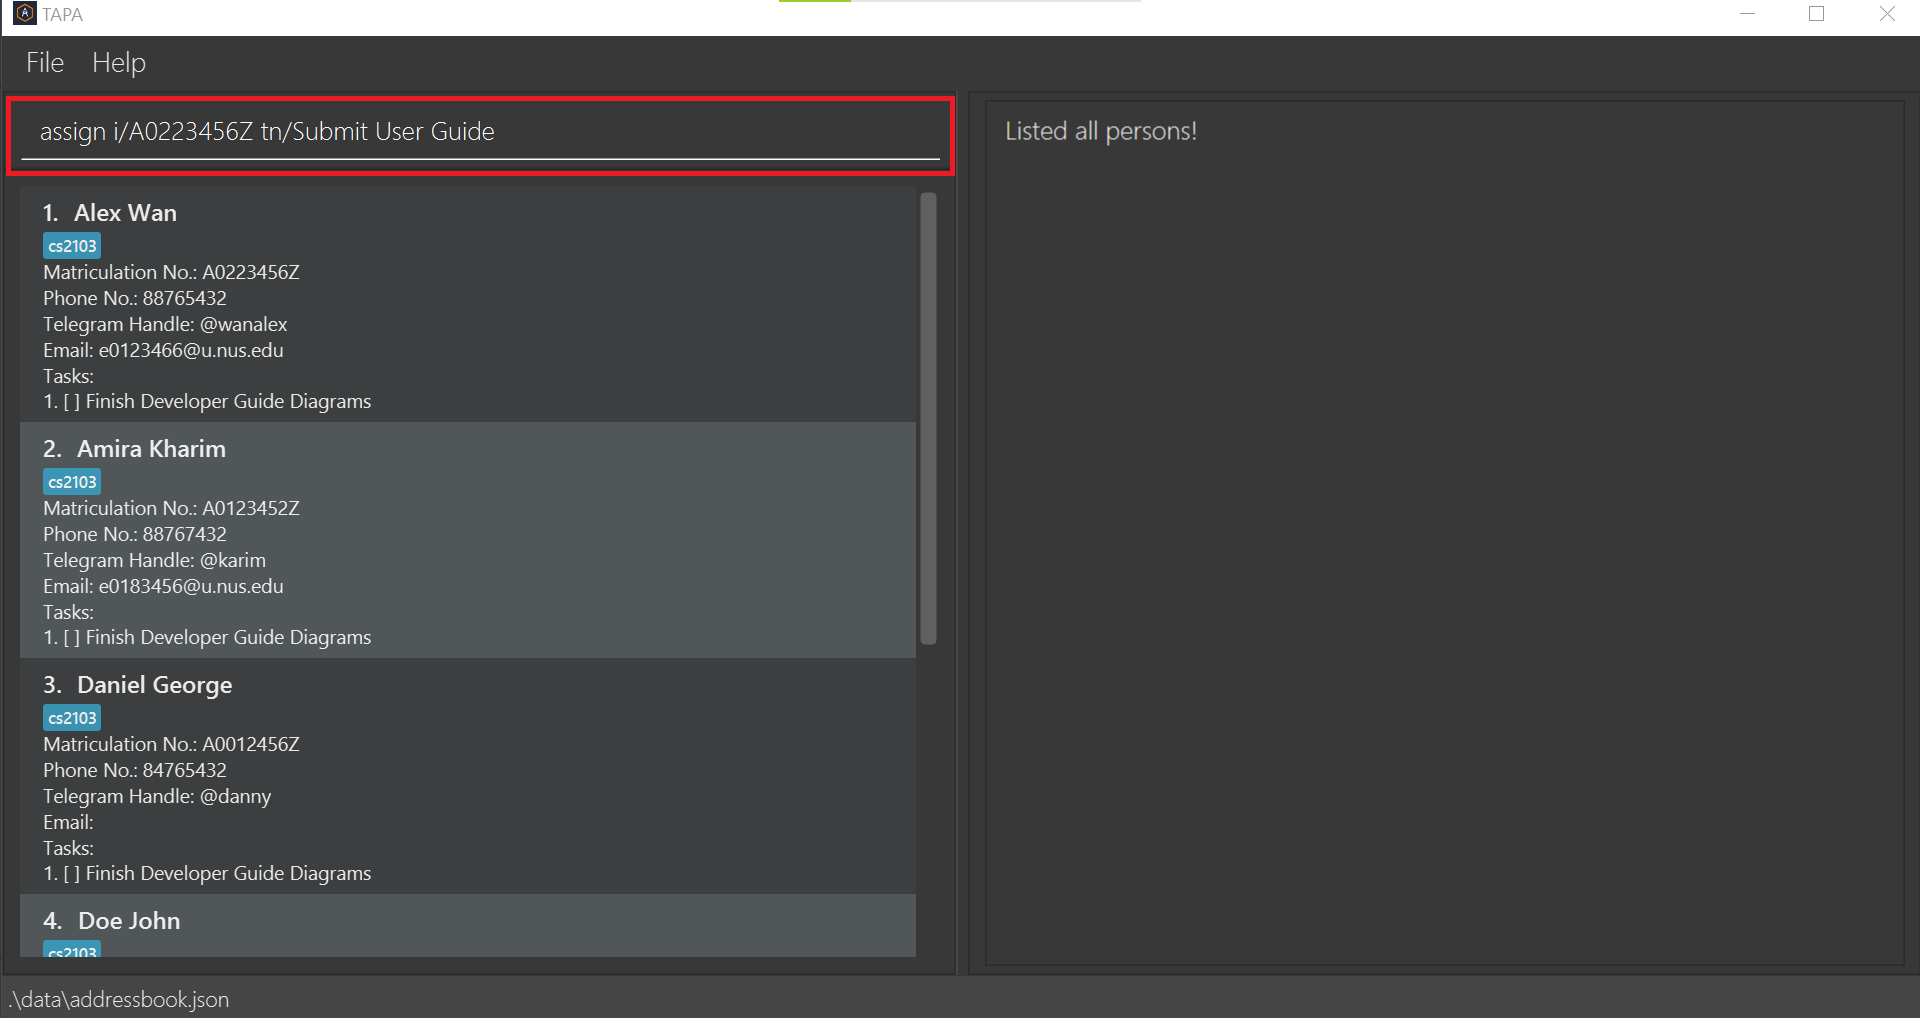 TAPA
File Help
assign i/A0223456Z tn/Submit User Guide
Listed all persons!
1. Alex Wan
cs2103
Matriculation No.: A0223456Z
Phone No.: 88765432
Telegram Handle: @wanalex
Email: e0123466@u.nus.edu
Tasks:
1. [ ] Finish Developer Guide Diagrams
2. Amira Kharim
cs2103
Matriculation No.: A0123452Z
Phone No.: 88767432
Telegram Handle: @karim
Email: e0183456@u.nus.edu
Tasks:
1. [ ] Finish Developer Guide Diagrams
3. Daniel George
cs2103
Matriculation No.: A0012456Z
Phone No.: 84765432
Telegram Handle: @danny
Email:
Tasks:
1. [ ] Finish Developer Guide Diagrams
4. Doe John
cs2103
.\data\addressbook.json